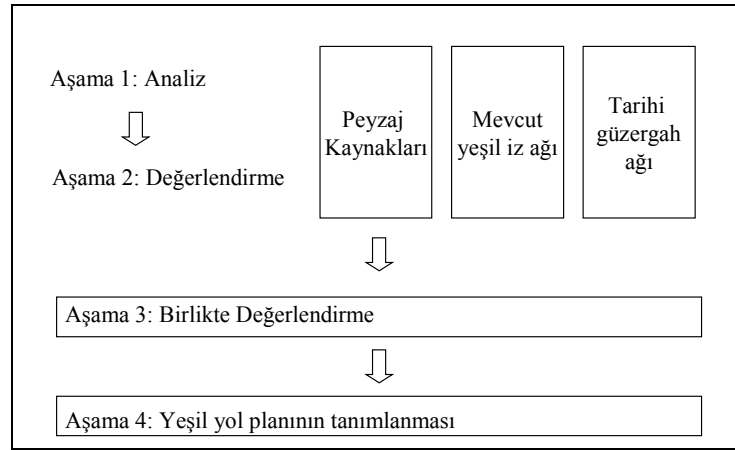 Aşama 1: Analiz
Aşama 2: Değerlendirme
Peyzaj
Kaynakları
Mevcut
yeşil iz ağı
Tarihi
güzergah
ağı
Aşama 3: Birlikte Değerlendirme
Aşama 4: Yeşil yol planının tanımlanması